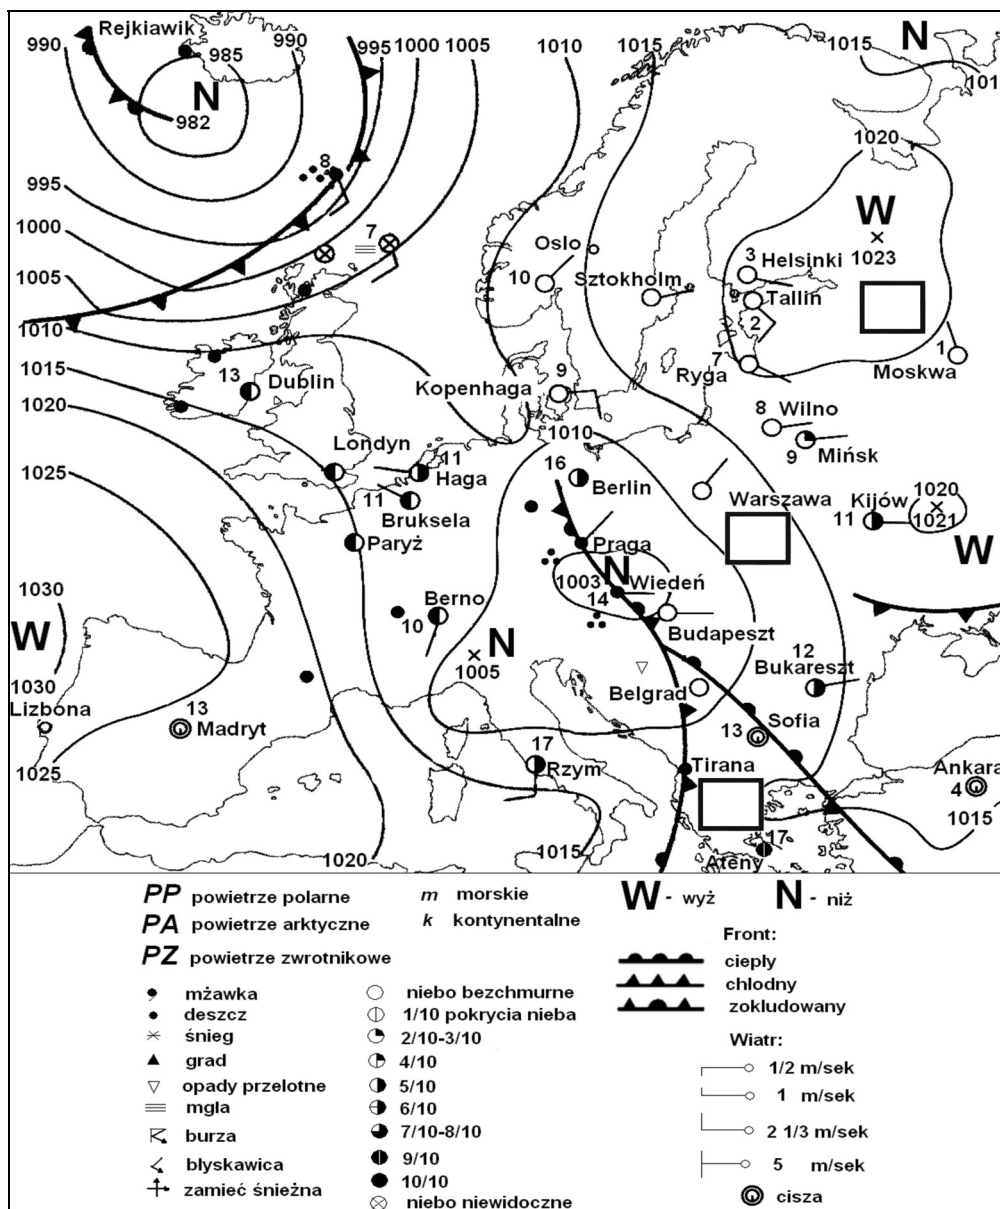 Rejkiawik
990
985
990
995
1000
1005
1010
1015
1015
N
101
N
982
1020
8
995
W
7
1000
Oslo
3
Helsinki
1023
10
Sztokholm
Tallin
1005
2
1010
7
1
1015
13
Dublin
Kopenhaga
9
Ryga
Moskwa
1020
8
Wilno
Londyn
1010
9
Mińsk
1025
11
Haga
16
Berlin
Warszawa
Kijów
1020
11
Bruksela
11
1021
Paryż
Praga
W
N
1003
Wiedeń
1030
Berno
14
W
10
N
Budapeszt
12
1005
Bukareszt
1030
Belgrad
Lizbona
13
Madryt
Sofia
13
17
1025
Rzym
Tirana
Ankara
4
1015
17
1020
1015
Ateny
PP powietrze polarne
PA powietrze arktyczne
PZ powietrze zwrotnikowe
m morskie
k kontynentalne
W - wyż
N - niż
mżawka
deszcz
śnieg
grad
opady przelotne
mgla
burza
błyskawica
zamieć śnieżna
niebo bezchmurne
1/10 pokrycia nieba
2/10-3/10
4/10
5/10
6/10
7/10-8/10
9/10
10/10
niebo niewidoczne
Front:
ciepły
chłodny
zokludowany
Wiatr:
1/2 m/sek
1 m/sek
2 1/3 m/sek
5 m/sek
cisza